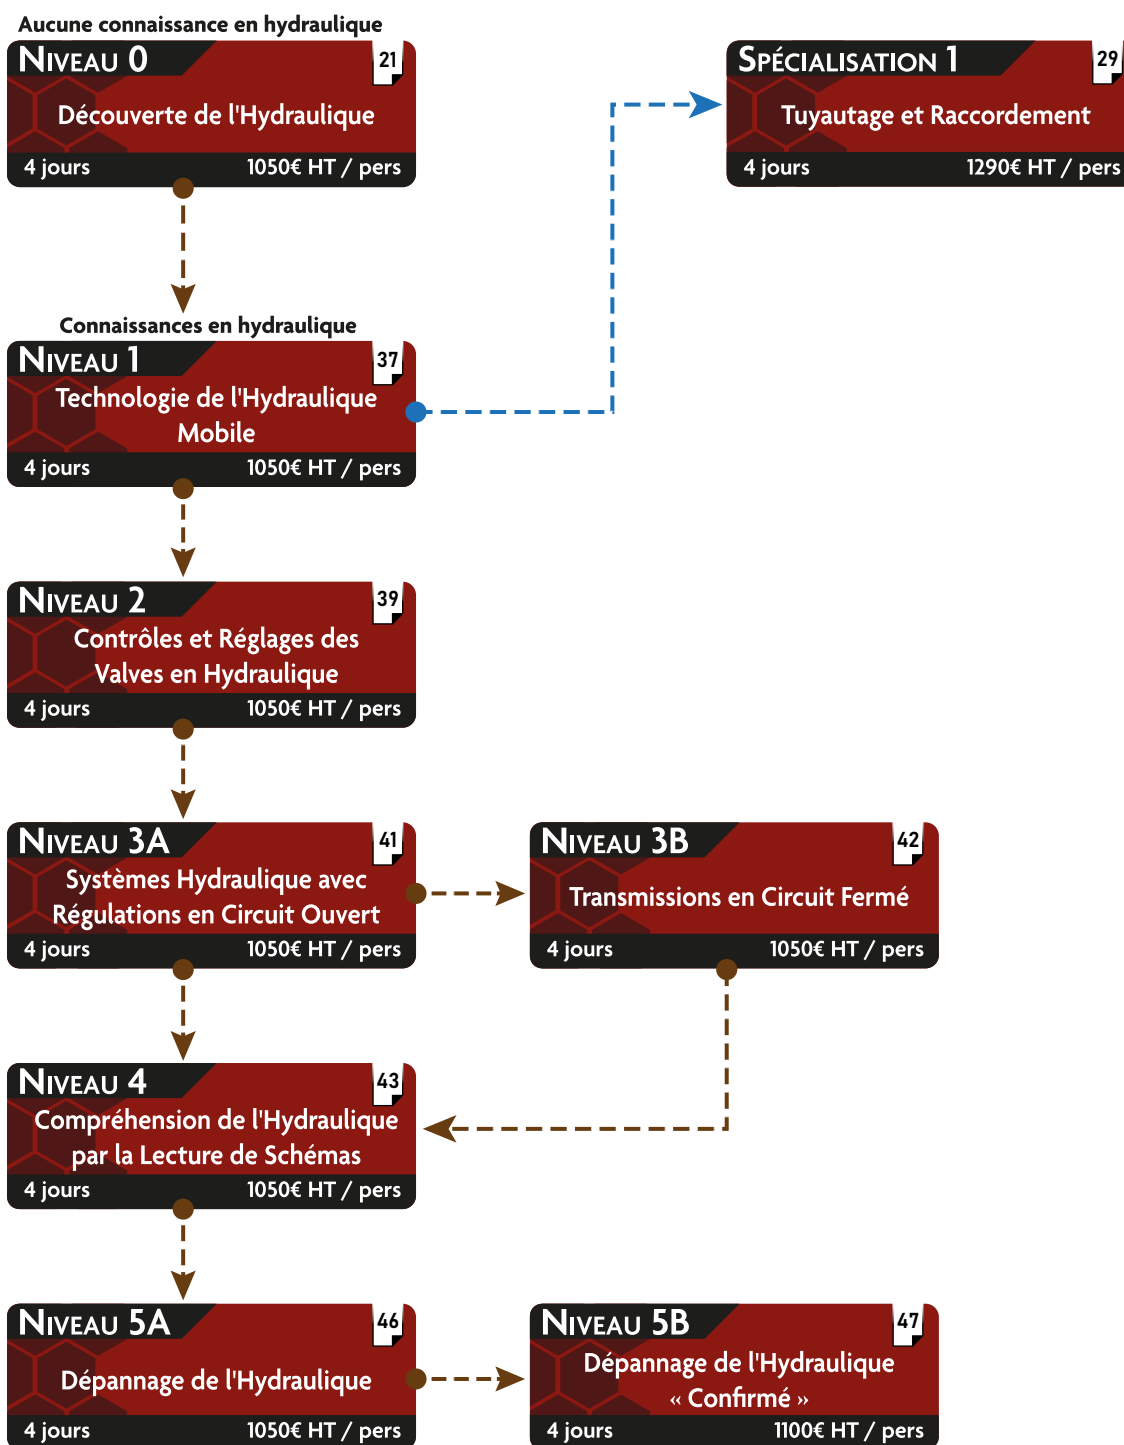 Aucune connaissance en hydraulique
NIVEAU 0
21
Découverte de l'Hydraulique
4 jours 1050€ HT / pers
SPÉCIALISATION 1
29
Tuyautage et Raccordement
4 jours 1290€ HT / pers
Connaissances en hydraulique
NIVEAU 1
37
Technologie de l'Hydraulique
Mobile
4 jours 1050€ HT / pers
NIVEAU 2
39
Contrôles et Réglages des
Valves en Hydraulique
4 jours 1050€ HT / pers
NIVEAU 3A
41
Systèmes Hydraulique avec
Régulations en Circuit Ouvert
4 jours 1050€ HT / pers
NIVEAU 3B
42
Transmissions en Circuit Fermé
4 jours 1050€ HT / pers
NIVEAU 4
43
Compréhension de l'Hydraulique
par la Lecture de Schémas
4 jours 1050€ HT / pers
NIVEAU 5A
46
Dépannage de l'Hydraulique
4 jours 1050€ HT / pers
NIVEAU 5B
47
Dépannage de l'Hydraulique
« Confirmé »
4 jours 1100€ HT / pers